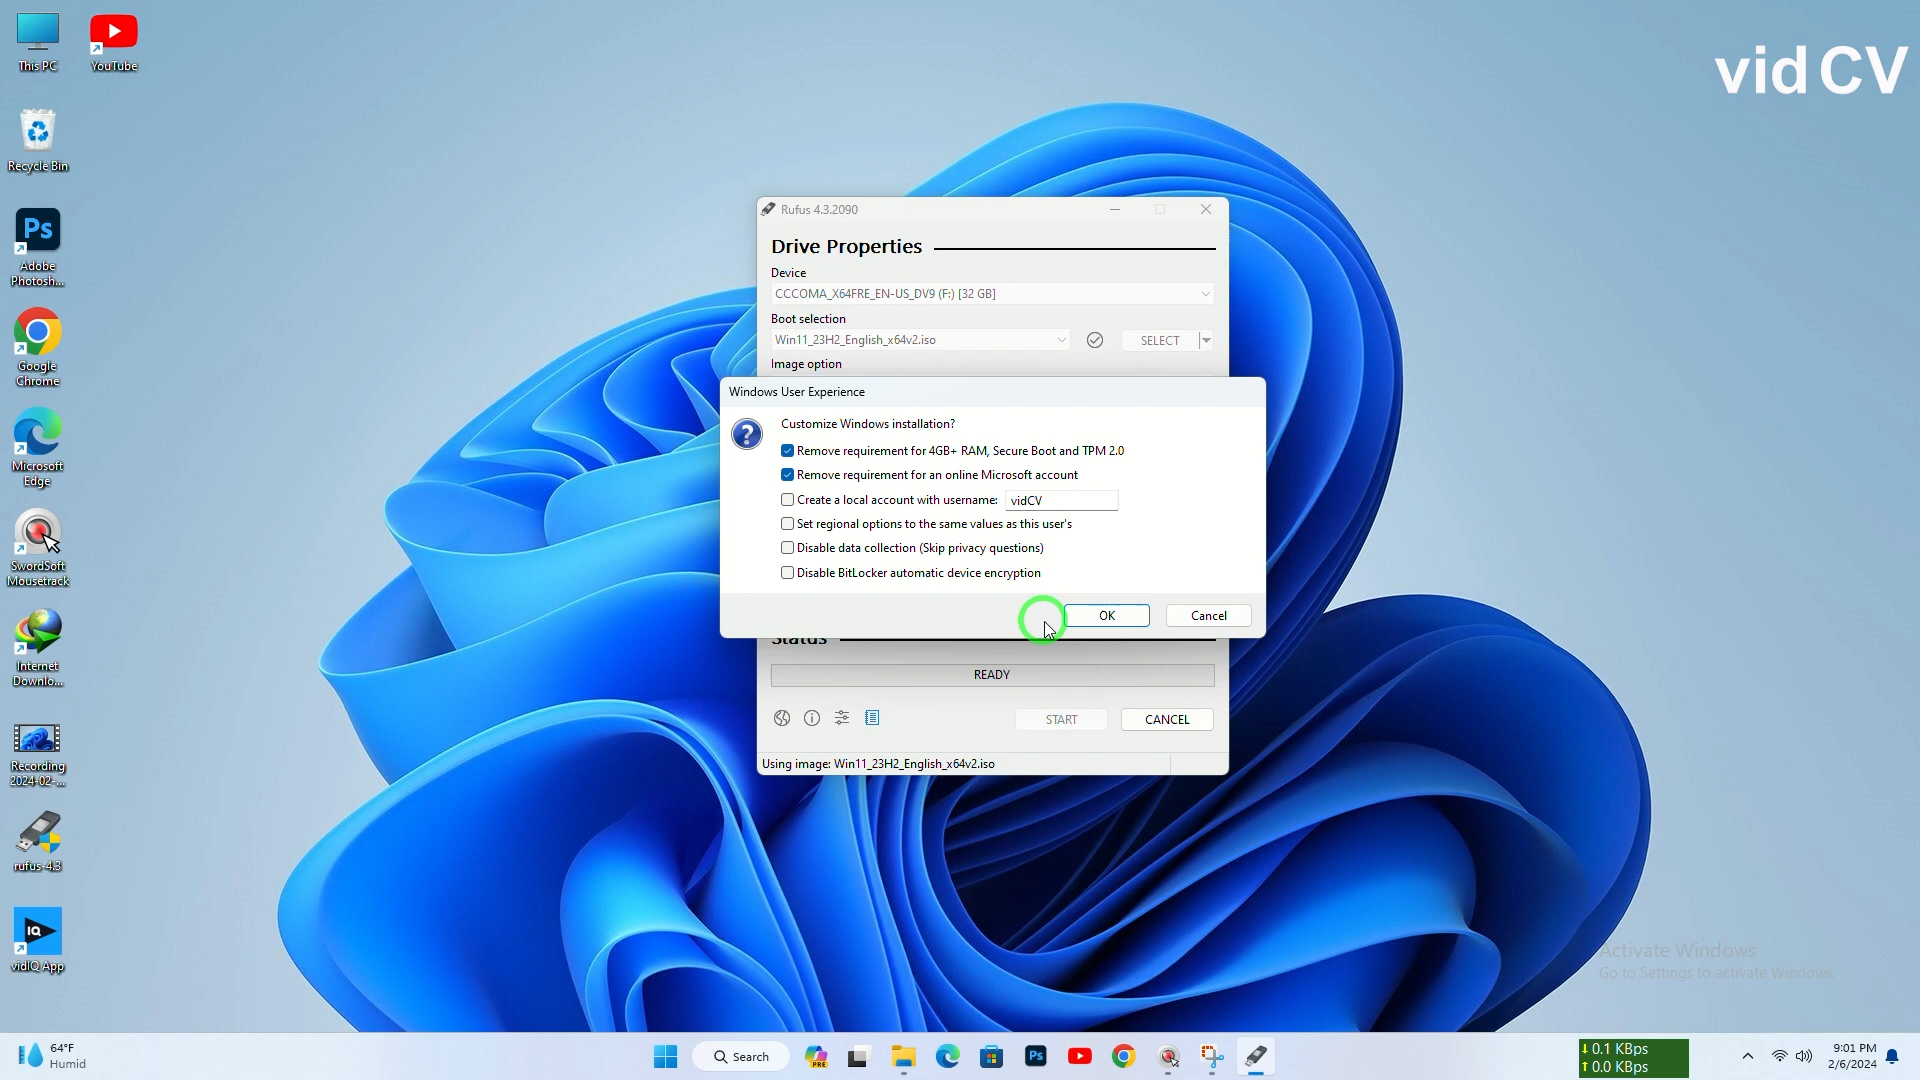 This PC
YouTube
vidCV
Recycle Bin
Ps
Adobe
Photosh...
Google
Chrome
Microsoft
Edge
SwordSoft
Mousetrack
Internet
Downlo...
Recording
2024-02-...
rufus-4.3
IQ
vidIQ App
Rufus 4.3.2090
Drive Properties
Device
CCCOMA_X64FRE_EN-US_DV9 (F:) [32 GB]
Boot selection
Win11_23H2_English_x64v2.iso
SELECT
Image option
Windows User Experience
?
Customize Windows installation?
Remove requirement for 4GB+ RAM, Secure Boot and TPM 2.0
Remove requirement for an online Microsoft account
Create a local account with username: vidCV
Set regional options to the same values as this user's
Disable data collection (Skip privacy questions)
Disable BitLocker automatic device encryption
OK
Cancel
Status
READY
START
CANCEL
Using image: Win11_23H2_English_x64v2.iso
Activate Windows
Go to Settings to activate Windows.
64°F
Humid
Search
PRE
Ps
↓ 0.1 KBps
↑ 0.0 KBps
9:01 PM
2/6/2024